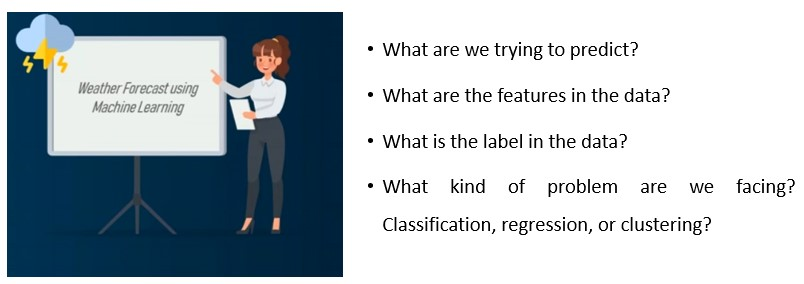 Weather Forecast using
Machine Learning
• What are we trying to predict?
• What are the features in the data?
• What is the label in the data?
• What kind of problem are we facing?
Classification, regression, or clustering?